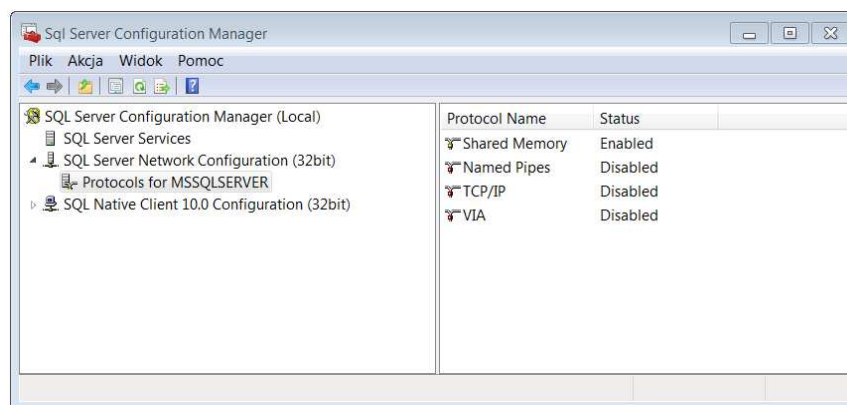 Sql Server Configuration Manager
Plik Akcja Widok Pomoc
SQL Server Configuration Manager (Local)
SQL Server Services
SQL Server Network Configuration (32bit)
Protocols for MSSQLSERVER
SQL Native Client 10.0 Configuration (32bit)
Protocol Name Status
Shared Memory Enabled
Named Pipes Disabled
TCP/IP Disabled
VIA Disabled